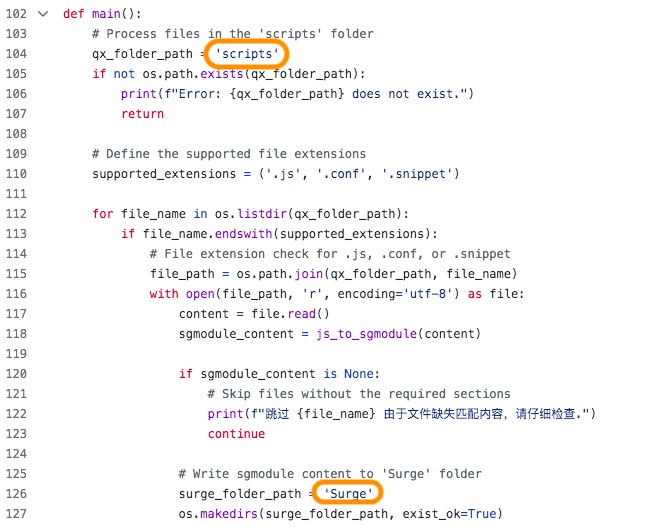 102 def main():
103 # Process files in the 'scripts' folder
104 qx_folder_path = 'scripts'
105 if not os.path.exists(qx_folder_path):
106 print(f"Error: {qx_folder_path} does not exist.")
107 return
108
109 # Define the supported file extensions
110 supported_extensions = ('.js', '.conf', '.snippet')
111
112 for file_name in os.listdir(qx_folder_path):
113 if file_name.endswith(supported_extensions):
114 # File extension check for .js, .conf, or .snippet
115 file_path = os.path.join(qx_folder_path, file_name)
116 with open(file_path, 'r', encoding='utf-8') as file:
117 content = file.read()
118 sgmodule_content = js_to_sgmodule(content)
119
120 if sgmodule_content is None:
121 # Skip files without the required sections
122 print(f"跳过 {file_name} 由于文件缺失匹配内容，请仔细检查.")
123 continue
124
125 # Write sgmodule content to 'Surge' folder
126 surge_folder_path = 'Surge'
127 os.makedirs(surge_folder_path, exist_ok=True)